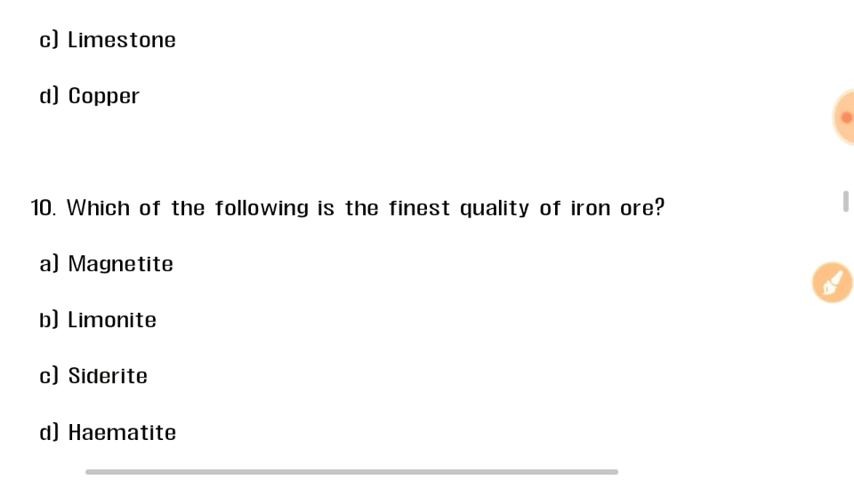 c) Limestone
d) Copper
10. Which of the following is the finest quality of iron ore?
a) Magnetite
b) Limonite
c) Siderite
d) Haematite